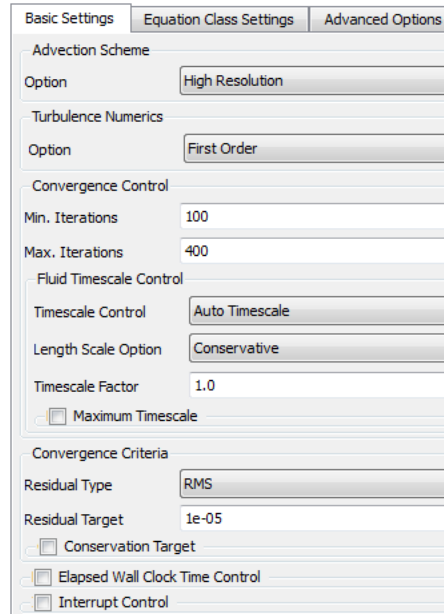 Basic Settings Equation Class Settings Advanced Options
Advection Scheme
Option High Resolution
Turbulence Numerics
Option First Order
Convergence Control
Min. Iterations 100
Max. Iterations 400
Fluid Timescale Control
Timescale Control Auto Timescale
Length Scale Option Conservative
Timescale Factor 1.0
Maximum Timescale
Convergence Criteria
Residual Type RMS
Residual Target 1e-05
Conservation Target
Elapsed Wall Clock Time Control
Interrupt Control